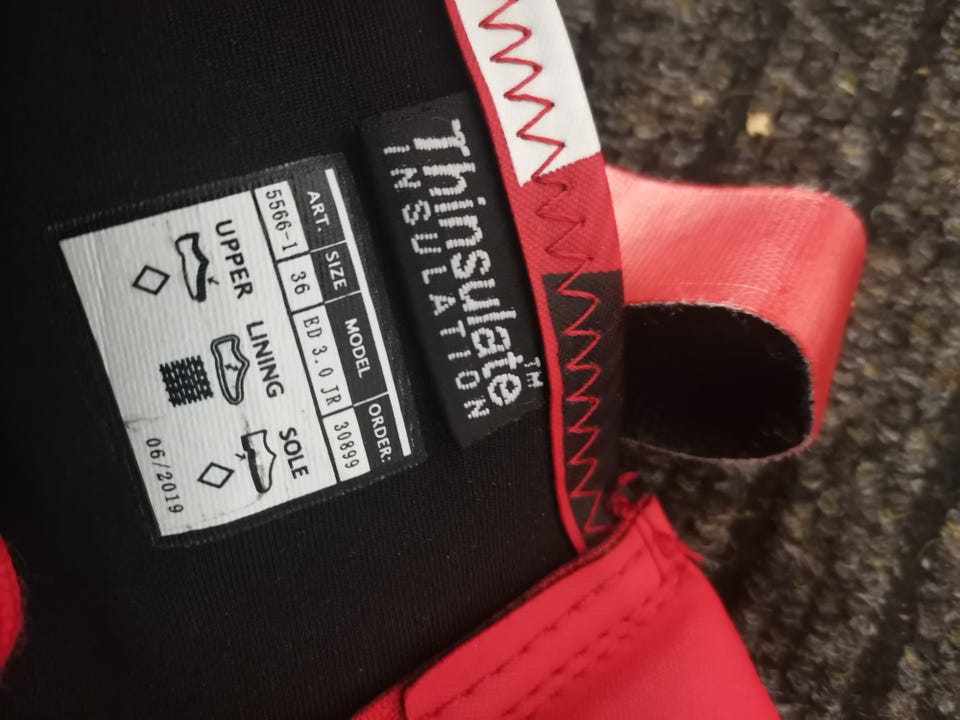 Thinsulate™
INSULATION
ART. SIZE MODEL ORDER:
5566-1 36 ED 3.0 JR 30899
UPPER LINING SOLE
06/2019